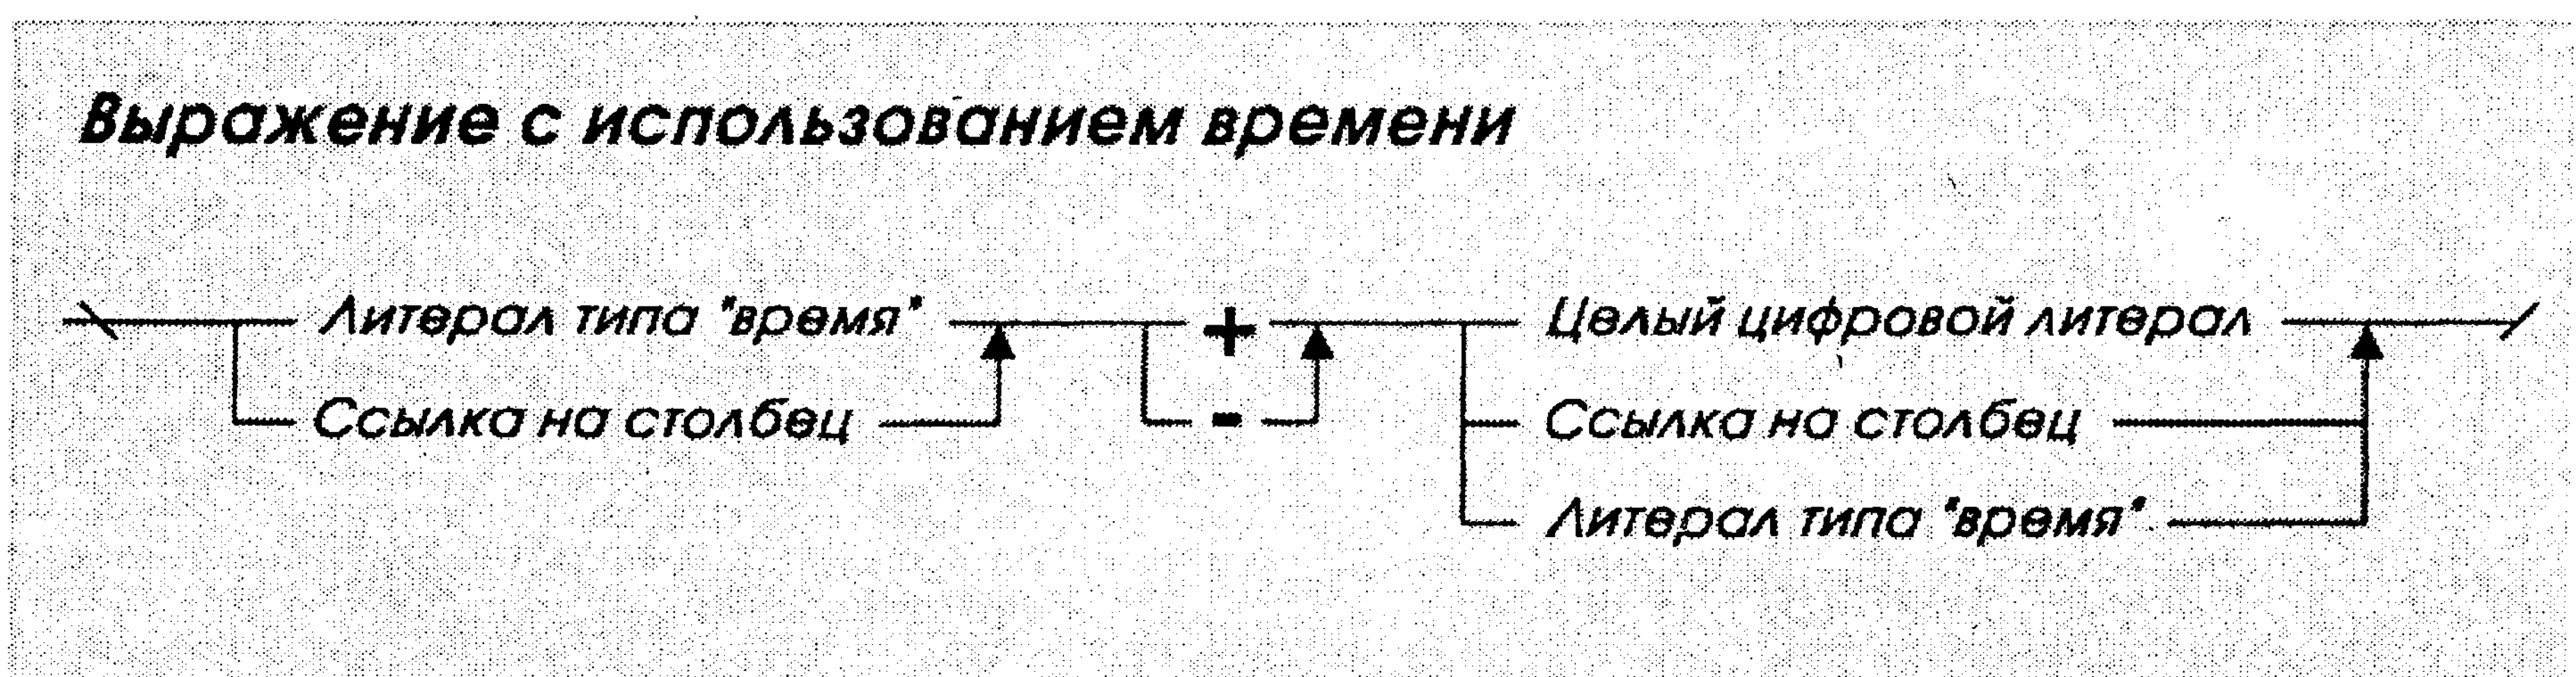 Выражение с использованием времени
Литерал типа "время" + Целый цифровой литерал
Ссылка на столбец - Ссылка на столбец
Литерал типа "время"